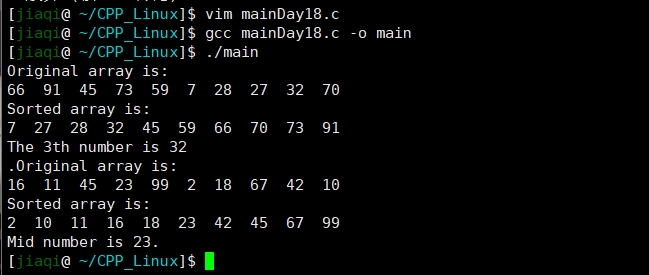 [jiaqi@ ~/CPP_Linux]$ vim mainDay18.c
[jiaqi@ ~/CPP_Linux]$ gcc mainDay18.c -o main
[jiaqi@ ~/CPP_Linux]$ ./main
Original array is:
66  91  45  73  59  7  28  27  32  70
Sorted array is:
7  27  28  32  45  59  66  70  73  91
The 3th number is 32
.Original array is:
16  11  45  23  99  2  18  67  42  10
Sorted array is:
2  10  11  16  18  23  42  45  67  99
Mid number is 23.
[jiaqi@ ~/CPP_Linux]$